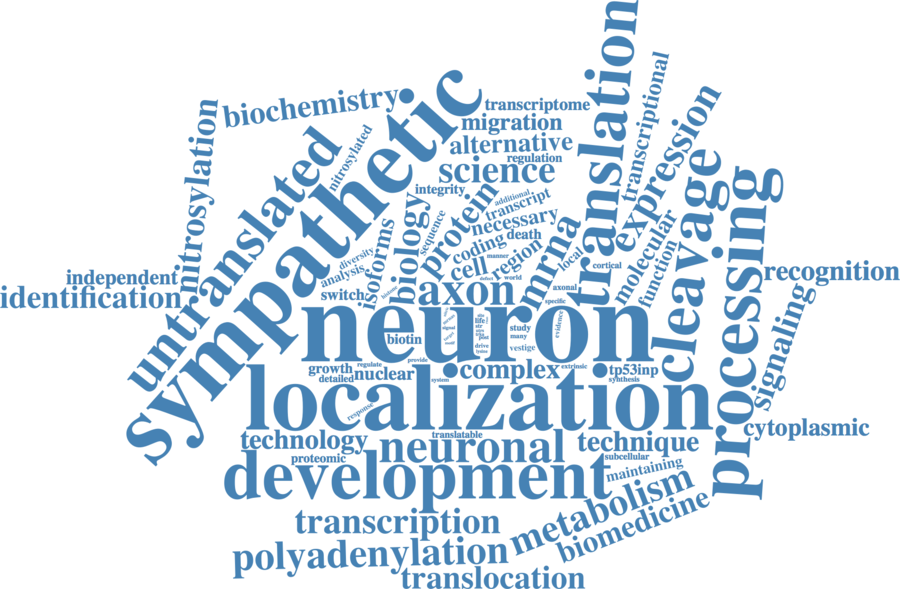 translation
sympathetic
biochemistry
transcriptome
transcriptional
migration
expression
nitrosylation
nitrosylated
alternative
untranslated
regulation
science
cleavage
processing
integrity
protein
additional
transcript
biology
sequence
necessary
isoforms
coding
death
mrna
molecular
function
diversity
analysis
cell
region
manner
local
cortical
recognition
independent
identification
switch
axon
world
defect
axonal
specific
signaling
neuron
biotin
life
str
post
drive
lysine
signal
study
many
evidence
vestige
growth
detailed
regulate
nuclear
provide
system
complex
extrinsic
tp53inp
synthesis
localization
response
cytoplasmic
technology
translatable
neuronal
technique
proteomic
subcellular
development
maintaining
metabolism
transcription
biomedicine
polyadenylation
translocation